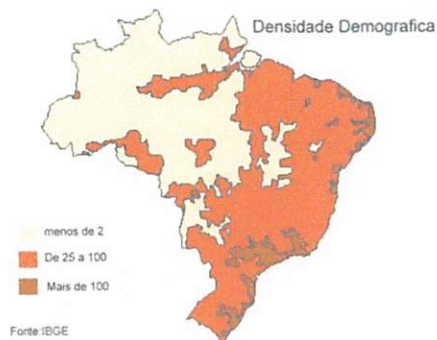 Densidade Demografica
menos de 2
De 25 a 100
Mais de 100
Fonte:IBGE